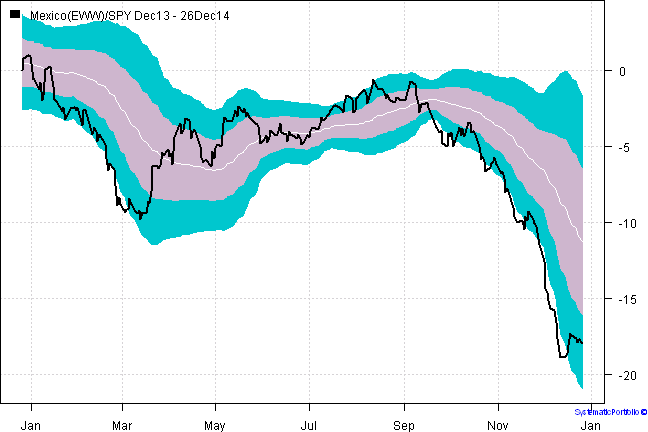 Mexico(EWW)/SPY Dec13 - 26Dec14
0
-5
-10
-15
-20
Jan Mar May Jul Sep Nov Jan
SystematicPortfolio ©